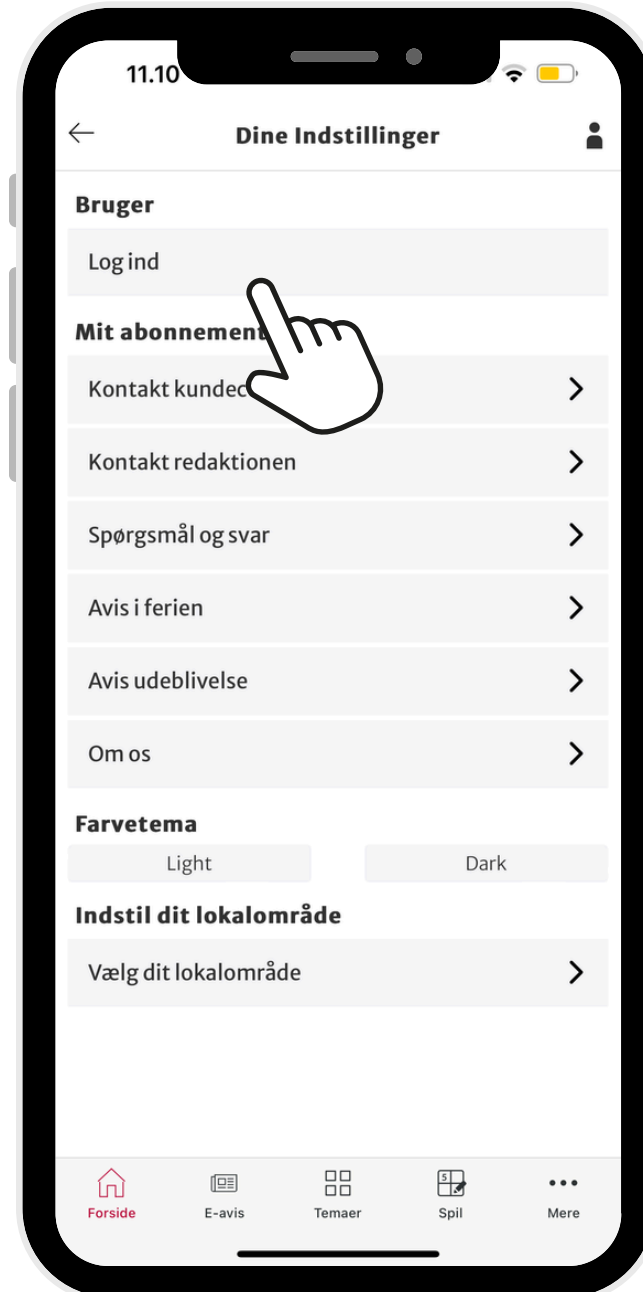 11.10
Dine Indstillinger
Bruger
Log ind
Mit abonnement
Kontakt
Kontakt redaktionen
Spørgsmål og svar
Avis i ferien
Avis udeblivelse
Om os
Farvetema
Light Dark
Indstil dit lokalområde
Vælg dit lokalområde
5
Forside E-avis Temaer Spil Mere